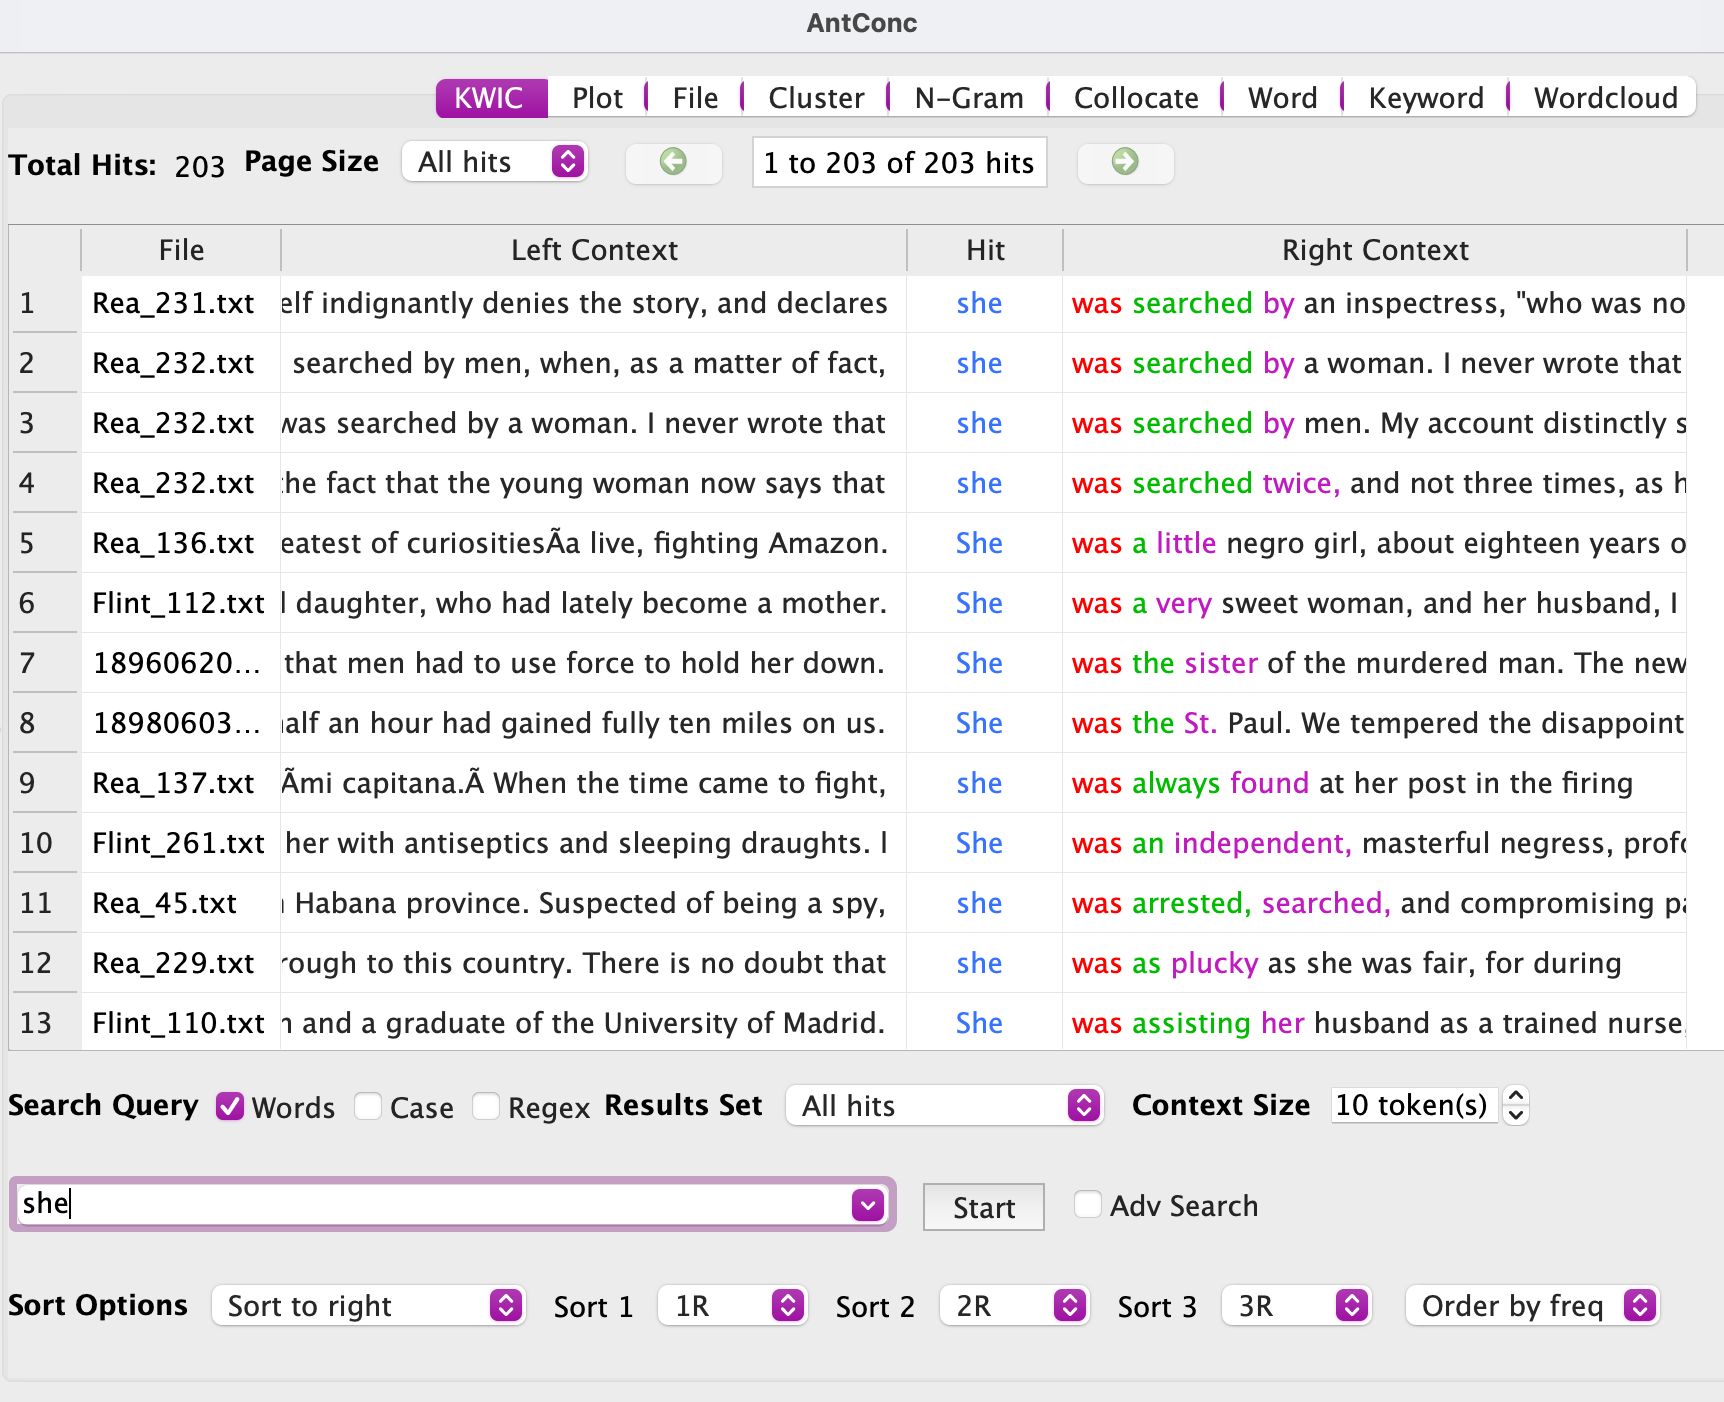 AntConc
KWIC Plot File Cluster N-Gram Collocate Word Keyword Wordcloud
Total Hits: 203 Page Size All hits 1 to 203 of 203 hits
File Left Context Hit Right Context
1 Rea_231.txt elf indignantly denies the story, and declares she was searched by an inspectress, "who was no
2 Rea_232.txt searched by men, when, as a matter of fact, she was searched by a woman. I never wrote that
3 Rea_232.txt was searched by a woman. I never wrote that she was searched by men. My account distinctly s
4 Rea_232.txt the fact that the young woman now says that she was searched twice, and not three times, as h
5 Rea_136.txt eatest of curiositiesÃa live, fighting Amazon. She was a little negro girl, about eighteen years o
6 Flint_112.txt l daughter, who had lately become a mother. She was a very sweet woman, and her husband, I
7 18960620... that men had to use force to hold her down. She was the sister of the murdered man. The new
8 18980603... half an hour had gained fully ten miles on us. She was the St. Paul. We tempered the disappoint
9 Rea_137.txt Ãmi capitana.Ã When the time came to fight, she was always found at her post in the firing
10 Flint_261.txt her with antiseptics and sleeping draughts. l She was an independent, masterful negress, profo
11 Rea_45.txt n Habana province. Suspected of being a spy, she was arrested, searched, and compromising pa
12 Rea_229.txt rough to this country. There is no doubt that she was as plucky as she was fair, for during
13 Flint_110.txt n and a graduate of the University of Madrid. She was assisting her husband as a trained nurse,
Search Query Words Case Regex Results Set All hits Context Size 10 token(s)
she Start Adv Search
Sort Options Sort to right Sort 1 1R Sort 2 2R Sort 3 3R Order by freq